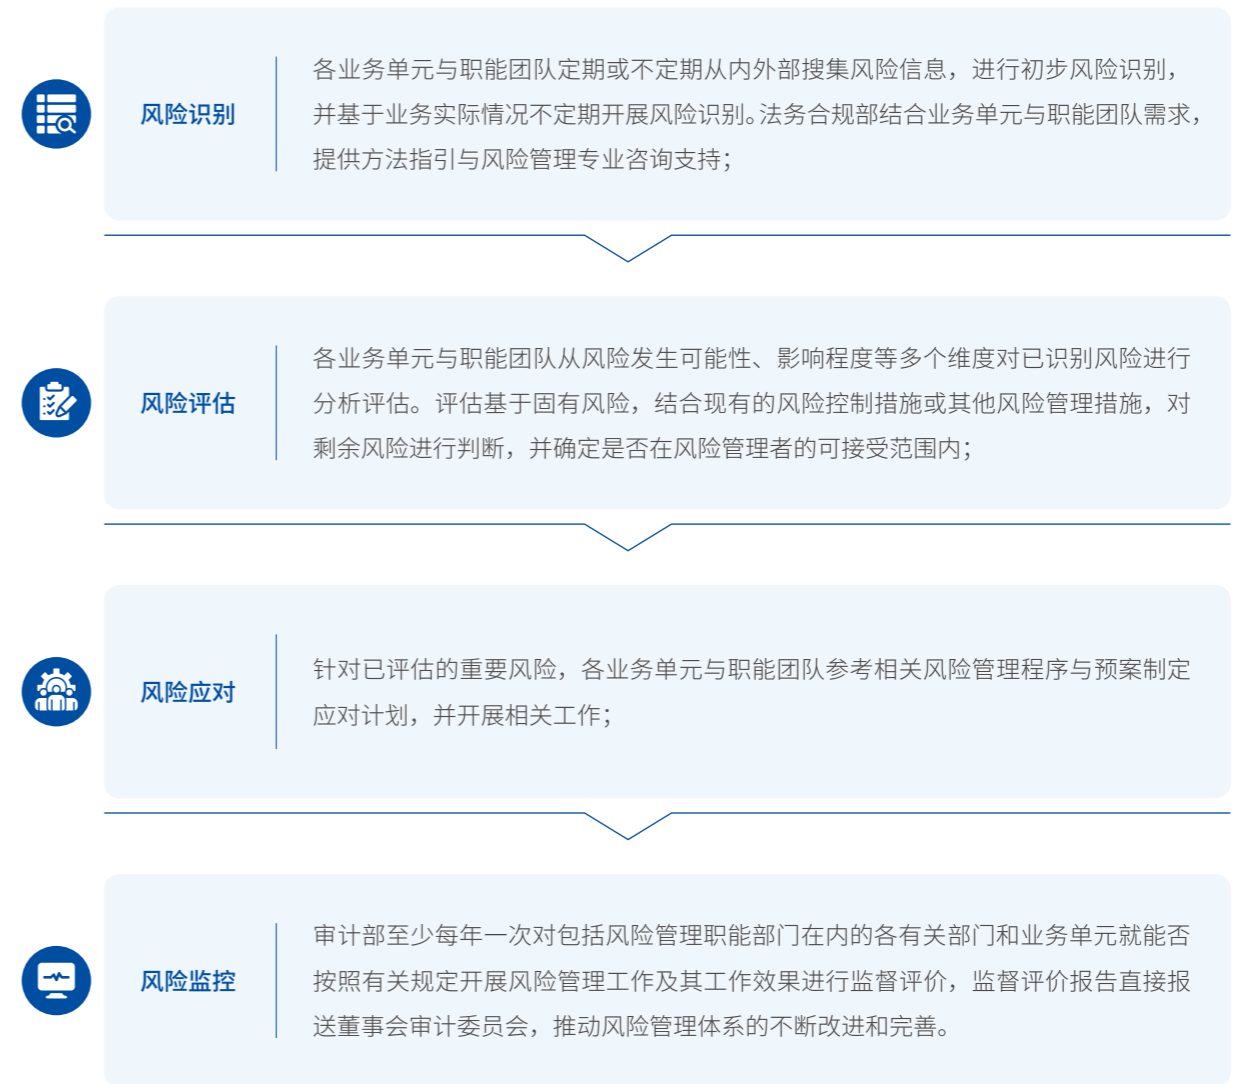 风险识别
各业务单元与职能团队定期或不定期从内外部搜集风险信息，进行初步风险识别，
并基于业务实际情况不定期开展风险识别。法务合规部结合业务单元与职能团队需求，
提供方法指引与风险管理专业咨询支持；
风险评估
各业务单元与职能团队从风险发生可能性、影响程度等多个维度对已识别风险进行
分析评估。评估基于固有风险，结合现有的风险控制措施或其他风险管理措施，对
剩余风险进行判断，并确定是否在风险管理者的可接受范围内；
风险应对
针对已评估的重要风险，各业务单元与职能团队参考相关风险管理程序与预案制定
应对计划，并开展相关工作；
风险监控
审计部至少每年一次对包括风险管理职能部门在内的各有关部门和业务单元就能否
按照有关规定开展风险管理工作及其工作效果进行监督评价，监督评价报告直接报
送董事会审计委员会，推动风险管理体系的不断改进和完善。